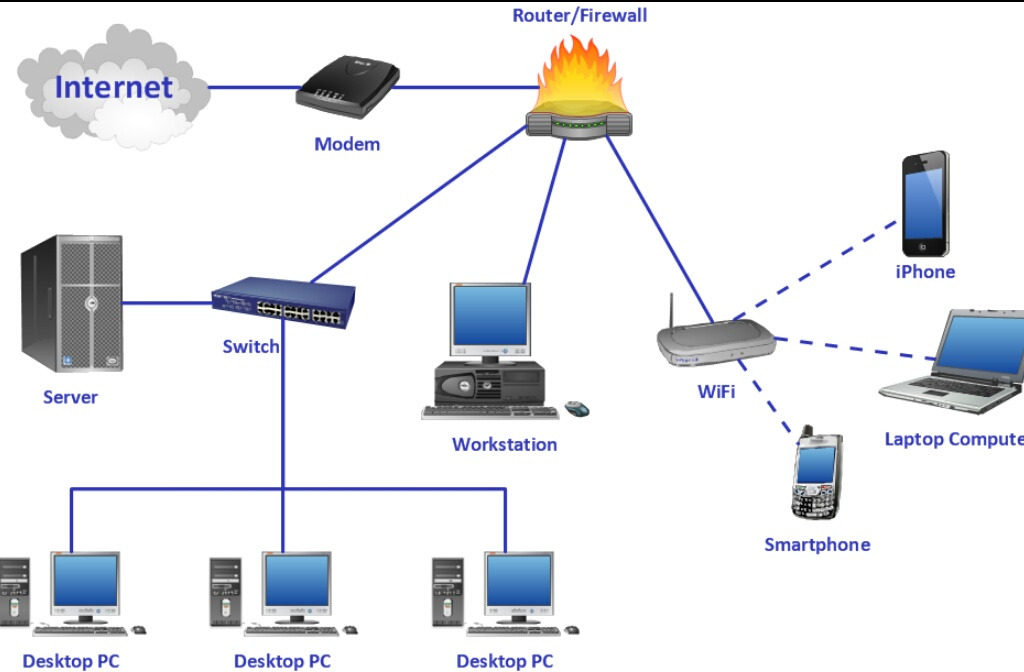 Router/Firewall
Internet
Modem
iPhone
Switch
WiFi
Server
Workstation
Laptop Compute
Smartphone
Desktop PC
Desktop PC
Desktop PC